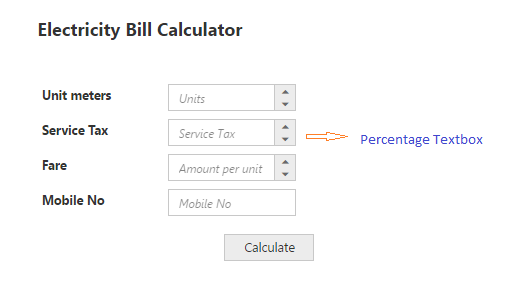 Electricity Bill Calculator
Unit meters Units
Service Tax Service Tax Percentage Textbox
Fare Amount per unit
Mobile No Mobile No
Calculate